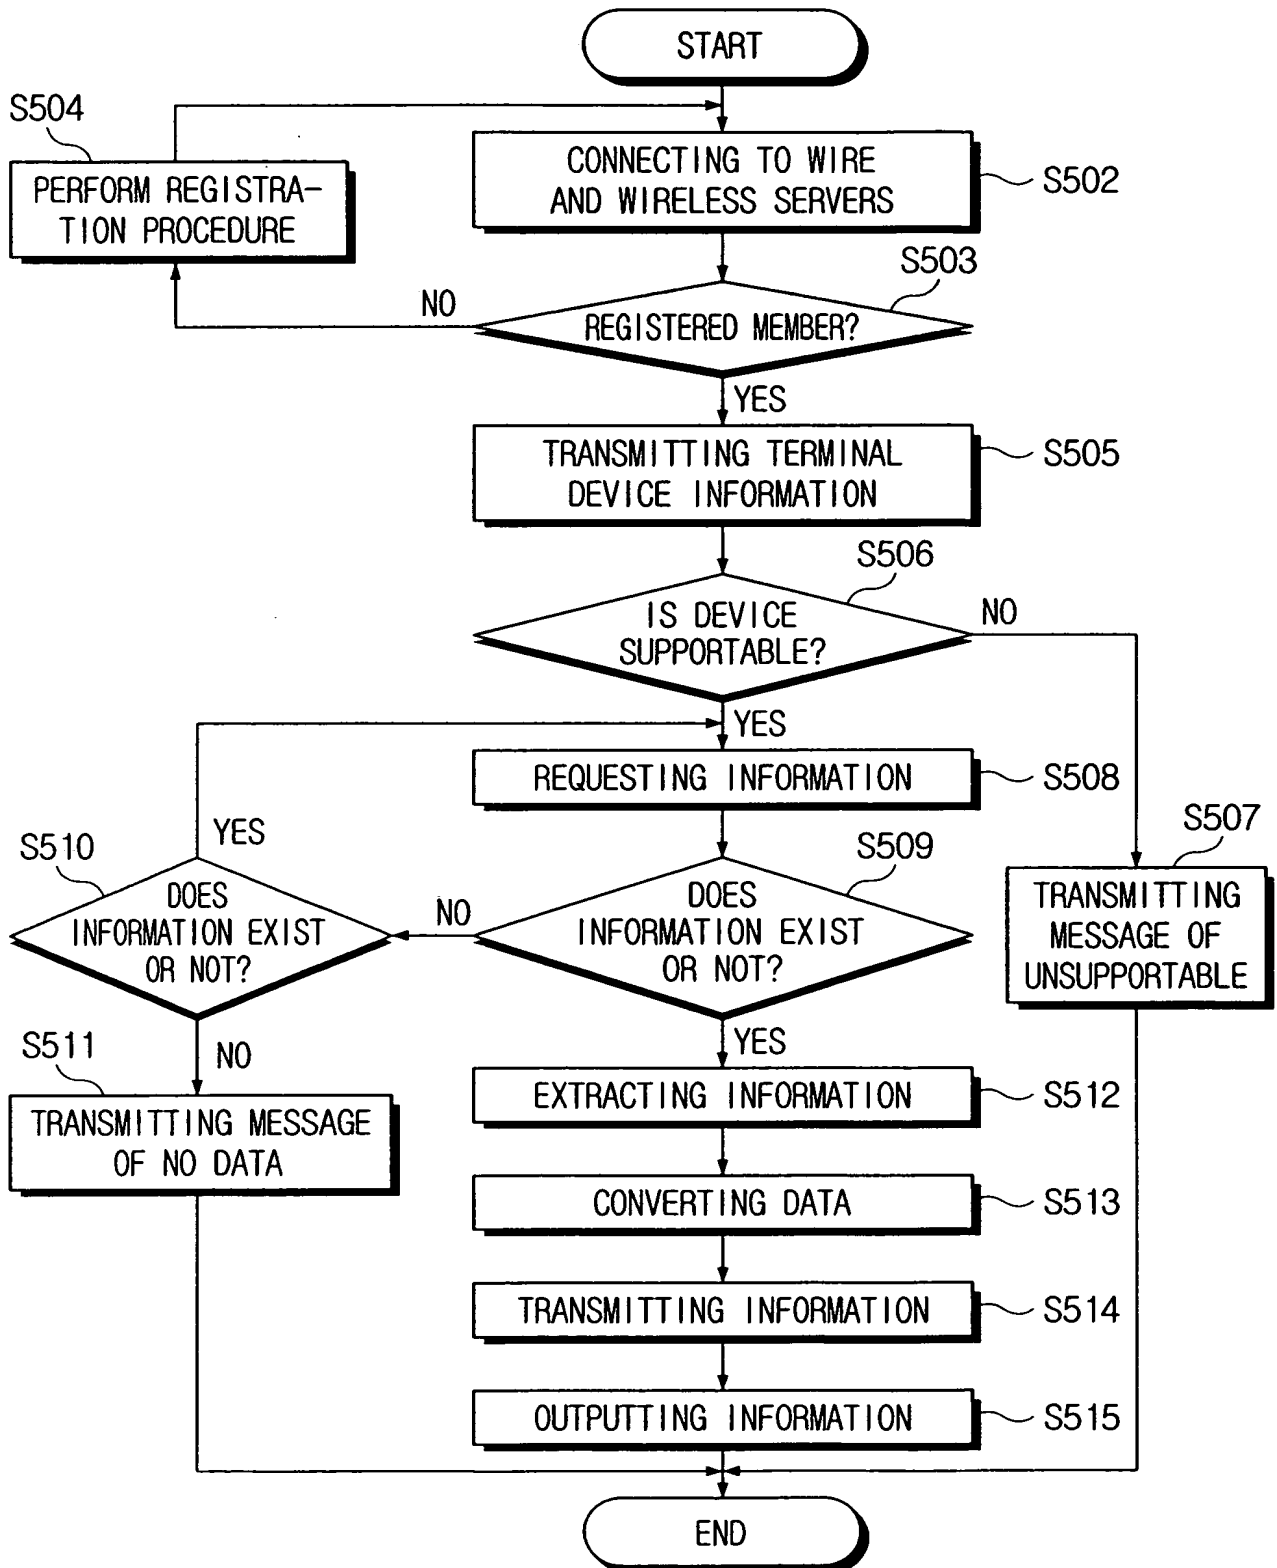 START
S504
PERFORM REGISTRA-
TION PROCEDURE
CONNECTING TO WIRE
AND WIRELESS SERVERS
S502
S503
NO
REGISTERED MEMBER?
YES
TRANSMITTING TERMINAL
DEVICE INFORMATION
S505
S506
IS DEVICE
SUPPORTABLE?
NO
YES
REQUESTING INFORMATION
S508
YES
S510
DOES
INFORMATION EXIST
OR NOT?
NO
S509
DOES
INFORMATION EXIST
OR NOT?
S507
TRANSMITTING
MESSAGE OF
UNSUPPORTABLE
S511
NO
YES
TRANSMITTING MESSAGE
OF NO DATA
EXTRACTING INFORMATION
S512
CONVERTING DATA
S513
TRANSMITTING INFORMATION
S514
OUTPUTTING INFORMATION
S515
END